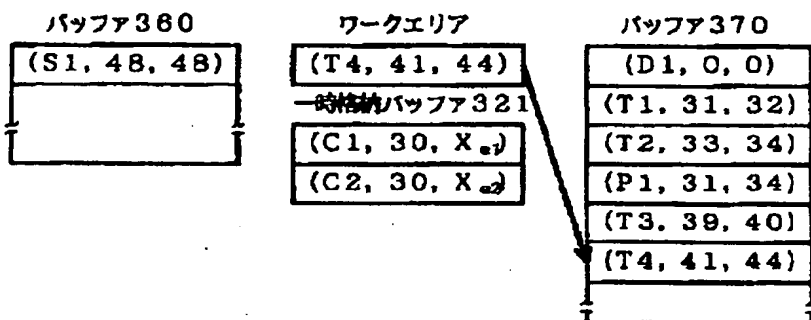 バッファ360
(S1, 48, 48)
ワークエリア
(T4, 41, 44)
一時格納バッファ321
(C1, 30, Xe1)
(C2, 30, Xe2)
バッファ370
(D1, 0, 0)
(T1, 31, 32)
(T2, 33, 34)
(P1, 31, 34)
(T3, 39, 40)
(T4, 41, 44)